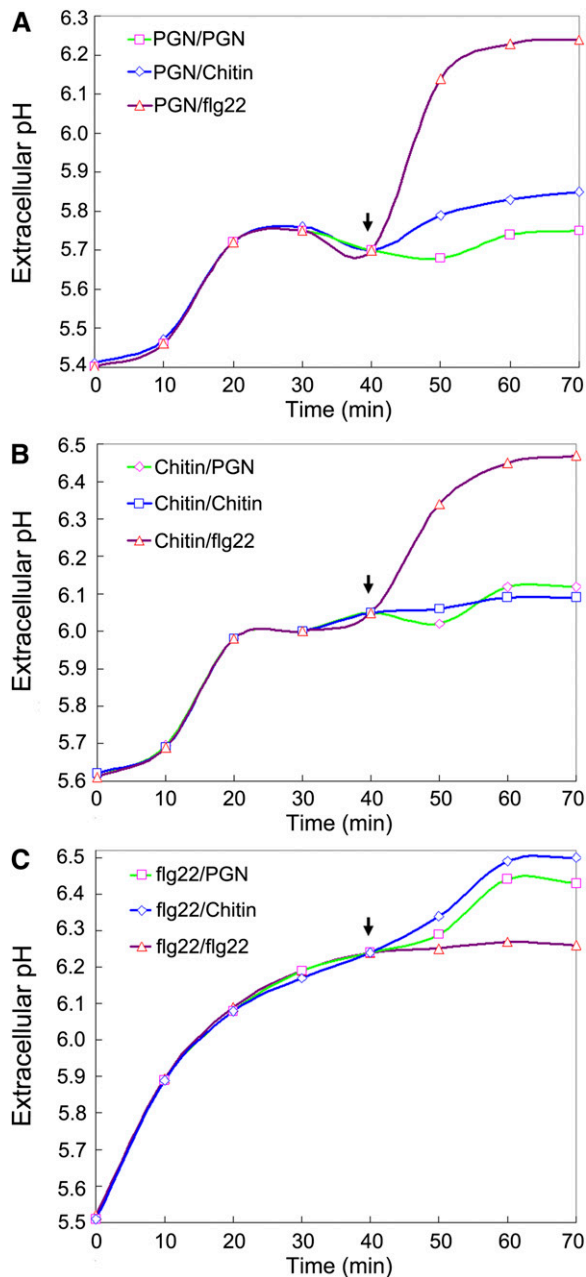 A
PGN/PGN
PGN/Chitin
PGN/flg22
Extracellular pH
6.3
6.2
6.1
6.0
5.9
5.8
5.7
5.6
5.5
5.4
0 10 20 30 40 50 60 70
Time (min)
B
Chitin/PGN
Chitin/Chitin
Chitin/flg22
Extracellular pH
6.5
6.4
6.3
6.2
6.1
6.0
5.9
5.8
5.7
5.6
0 10 20 30 40 50 60 70
Time (min)
C
flg22/PGN
flg22/Chitin
flg22/flg22
Extracellular pH
6.5
6.4
6.3
6.2
6.1
6.0
5.9
5.8
5.7
5.6
5.5
0 10 20 30 40 50 60 70
Time (min)